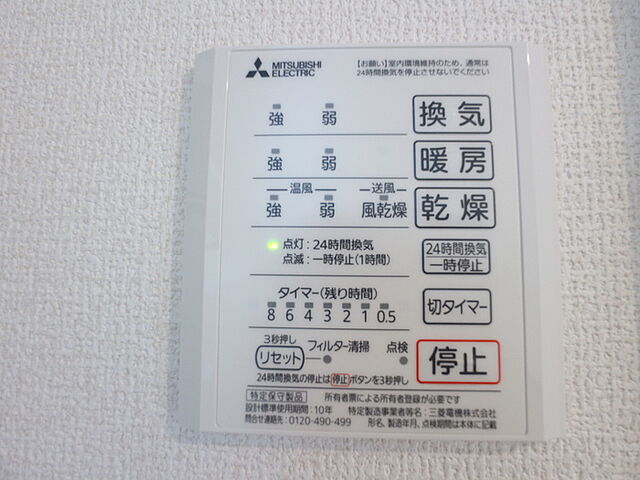 MITSUBISHI
ELECTRIC
【お願い】室内環境維持のため、通常は
24時間換気を停止させないでください
強 弱 換気
強 弱 暖房
温風 送風
強 弱 風乾燥 乾燥
点灯:24時間換気
点滅:一時停止(1時間)
24時間換気
一時停止
タイマー(残り時間)
8 6 4 3 2 1 0.5
切タイマー
3秒押し
リセット フィルター清掃 点検
停止
24時間換気の停止は停止ボタンを3秒押し
特定保守製品 所有者票による所有者登録が必要です
設計標準使用期間:10年 特定製造事業者等名:三菱電機株式会社
問合せ連絡先:0120-490-499 形名、製造年月、点検期間は本体に記載